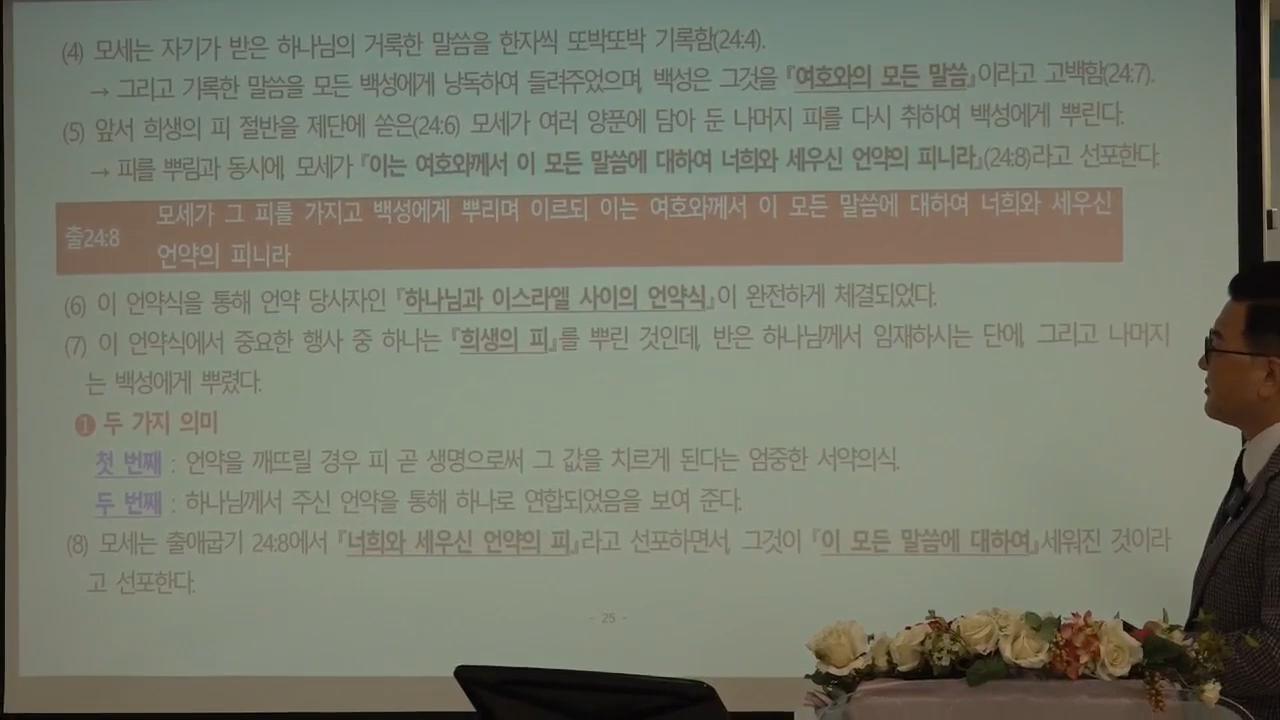 (4) 모세는 자기가 받은 하나님의 거룩한 말씀을 한자씩 또박또박 기록함(24:4).
→ 그리고 기록한 말씀을 모든 백성에게 낭독하여 들려주었으며, 백성은 그것을 『여호와의 모든 말씀』이라고 고백함(24:7).
(5) 앞서 희생의 피 절반을 제단에 쏟은(24:6) 모세가 여러 양푼에 담아 둔 나머지 피를 다시 취하여 백성에게 뿌린다.
→ 피를 뿌림과 동시에, 모세가 『이는 여호와께서 이 모든 말씀에 대하여 너희와 세우신 언약의 피니라』(24:8)라고 선포한다.
출24:8 모세가 그 피를 가지고 백성에게 뿌리며 이르되 이는 여호와께서 이 모든 말씀에 대하여 너희와 세우신
언약의 피니라
(6) 이 언약식을 통해 언약 당사자인 『하나님과 이스라엘 사이의 언약식』이 완전하게 체결되었다.
(7) 이 언약식에서 중요한 행사 중 하나는 『희생의 피』를 뿌린 것인데, 반은 하나님께서 임재하시는 단에, 그리고 나머지
는 백성에게 뿌렸다.
❶ 두 가지 의미
첫 번째 : 언약을 깨뜨릴 경우 피 곧 생명으로써 그 값을 치르게 된다는 엄중한 서약의식.
두 번째 : 하나님께서 주신 언약을 통해 하나로 연합되었음을 보여 준다.
(8) 모세는 출애굽기 24:8에서 『너희와 세우신 언약의 피』라고 선포하면서, 그것이 『이 모든 말씀에 대하여』세워진 것이라
고 선포한다.
- 25 -